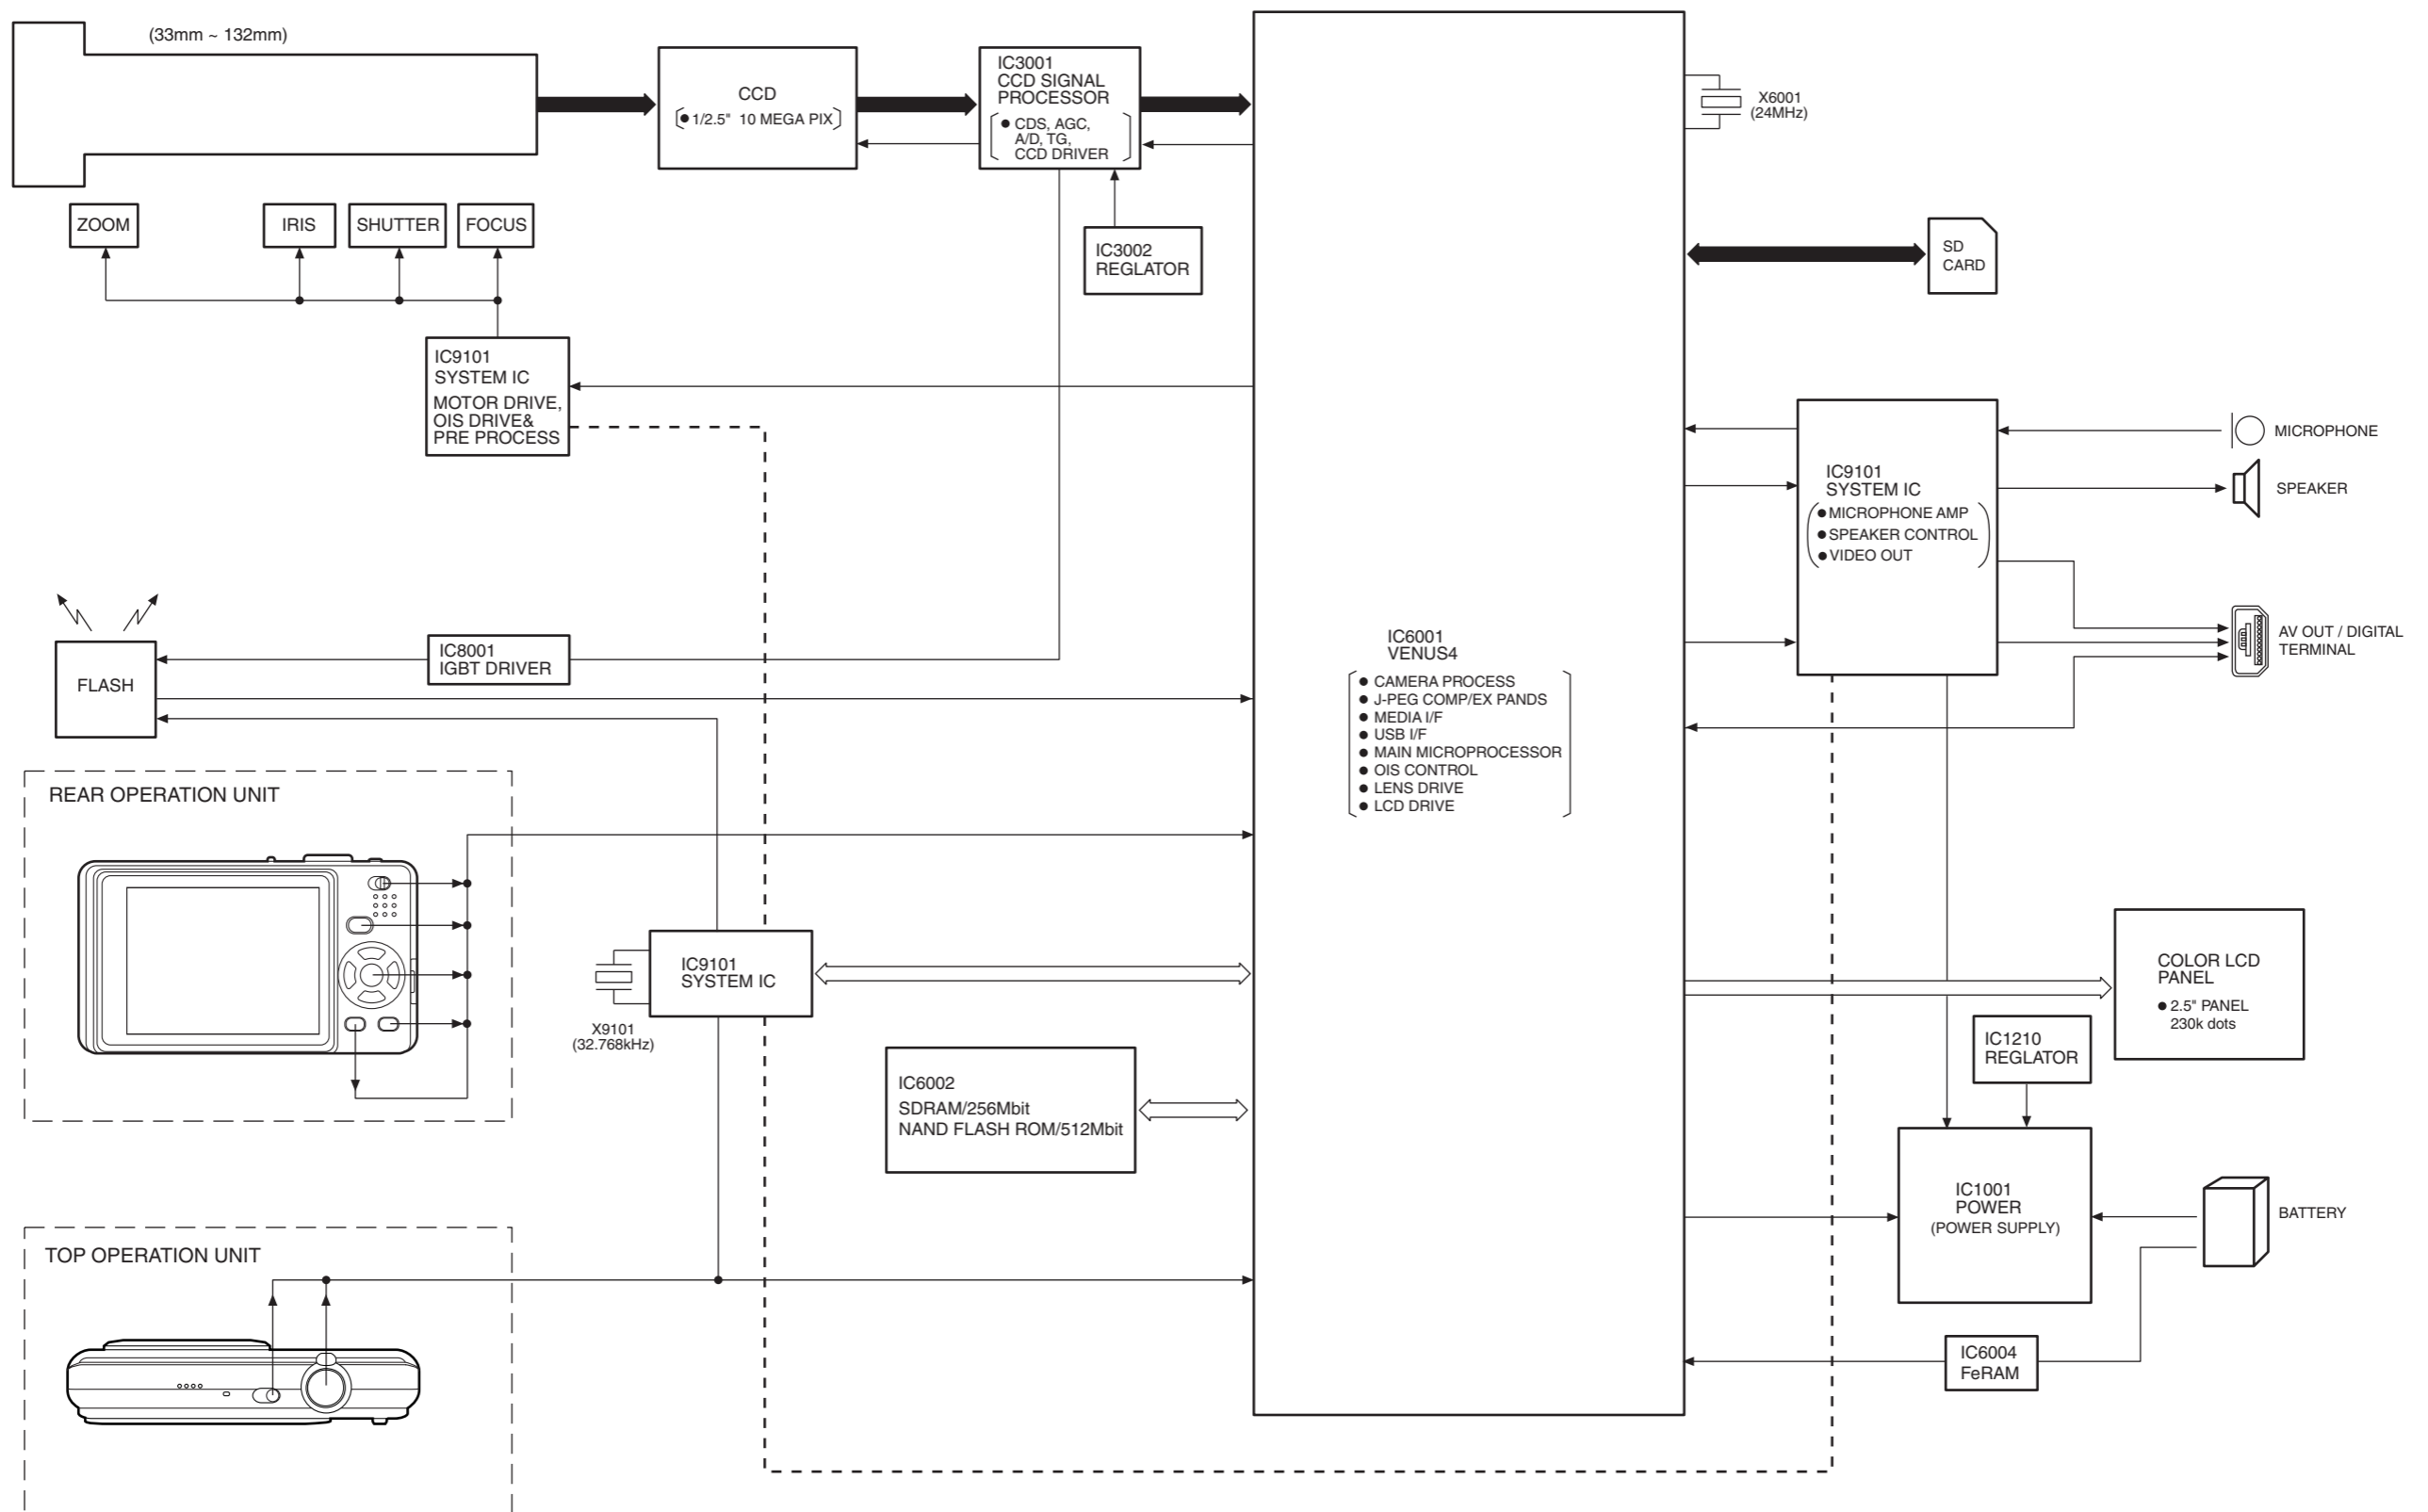 (33mm ~ 132mm)
CCD
● 1/2.5" 10 MEGA PIX
IC3001
CCD SIGNAL
PROCESSOR
● CDS, AGC,
A/D, TG,
CCD DRIVER
X6001
(24MHz)
ZOOM
IRIS
SHUTTER
FOCUS
IC3002
REGLATOR
SD
CARD
IC9101
SYSTEM IC
MOTOR DRIVE,
OIS DRIVE&
PRE PROCESS
IC9101
SYSTEM IC
● MICROPHONE AMP
● SPEAKER CONTROL
● VIDEO OUT
MICROPHONE
SPEAKER
AV OUT / DIGITAL
TERMINAL
FLASH
IC8001
IGBT DRIVER
IC6001
VENUS4
● CAMERA PROCESS
● J-PEG COMP/EX PANDS
● MEDIA I/F
● USB I/F
● MAIN MICROPROCESSOR
● OIS CONTROL
● LENS DRIVE
● LCD DRIVE
REAR OPERATION UNIT
IC9101
SYSTEM IC
X9101
(32.768kHz)
COLOR LCD
PANEL
● 2.5" PANEL
230k dots
IC1210
REGLATOR
IC6002
SDRAM/256Mbit
NAND FLASH ROM/512Mbit
IC1001
POWER
(POWER SUPPLY)
BATTERY
TOP OPERATION UNIT
IC6004
FeRAM